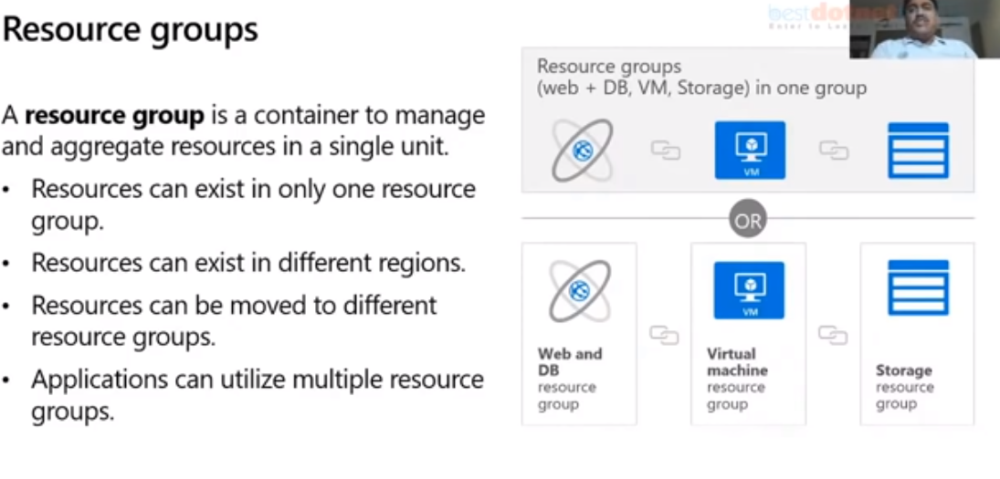 Resource groups
bestdotnet
A resource group is a container to manage
and aggregate resources in a single unit.
• Resources can exist in only one resource
group.
• Resources can exist in different regions.
• Resources can be moved to different
resource groups.
• Applications can utilize multiple resource
groups.
Resource groups
(web + DB, VM, Storage) in one group
VM
OR
VM
Web and
DB
resource
group
Virtual
machine
resource
group
Storage
resource
group